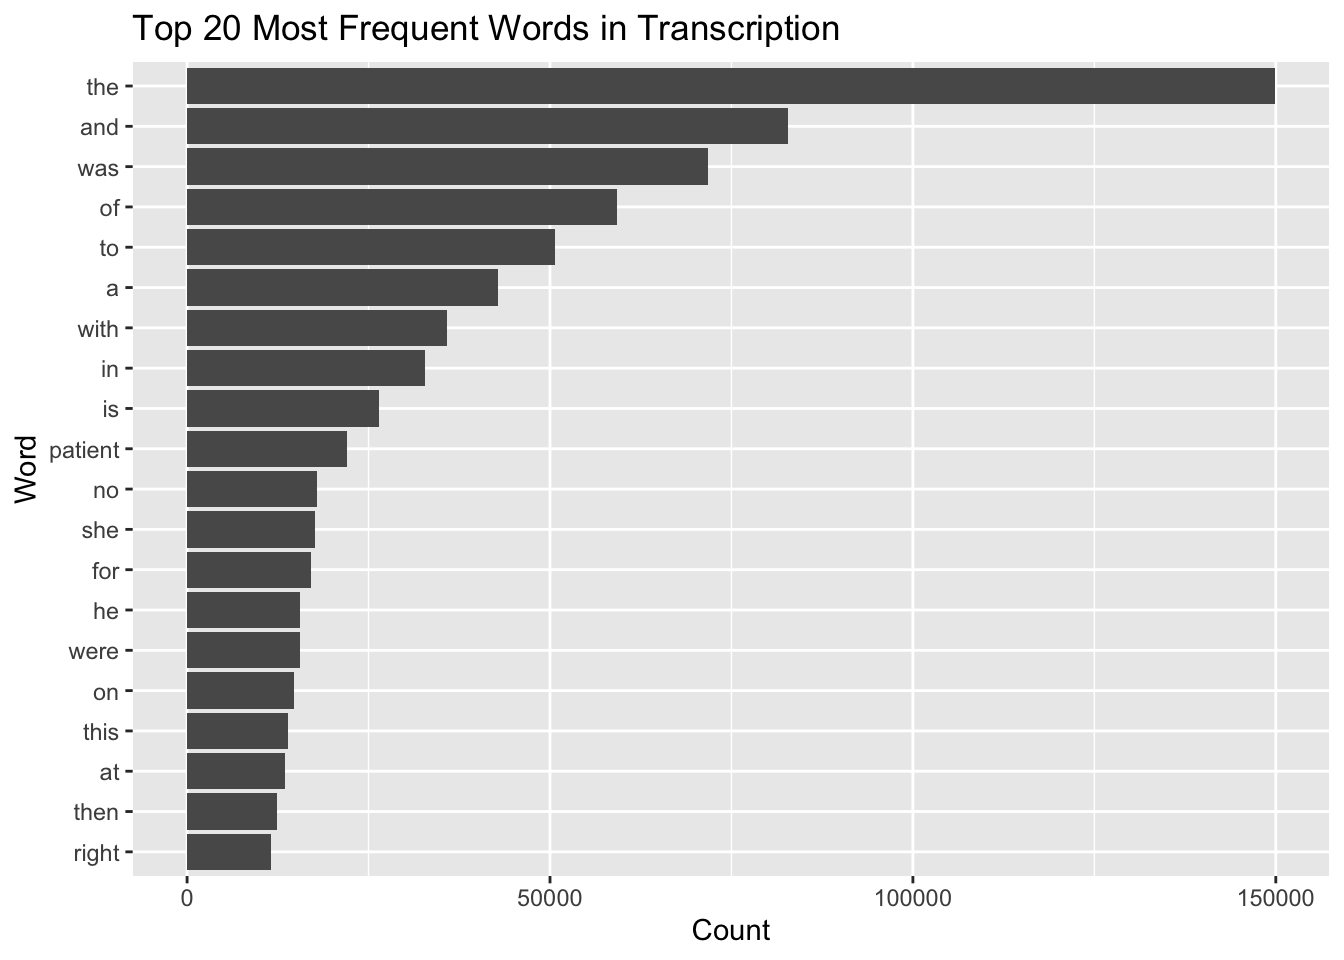 Top 20 Most Frequent Words in Transcription
Word
the
and
was
of
to
a
with
in
is
patient
no
she
for
he
were
on
this
at
then
right
0 50000 100000 150000
Count